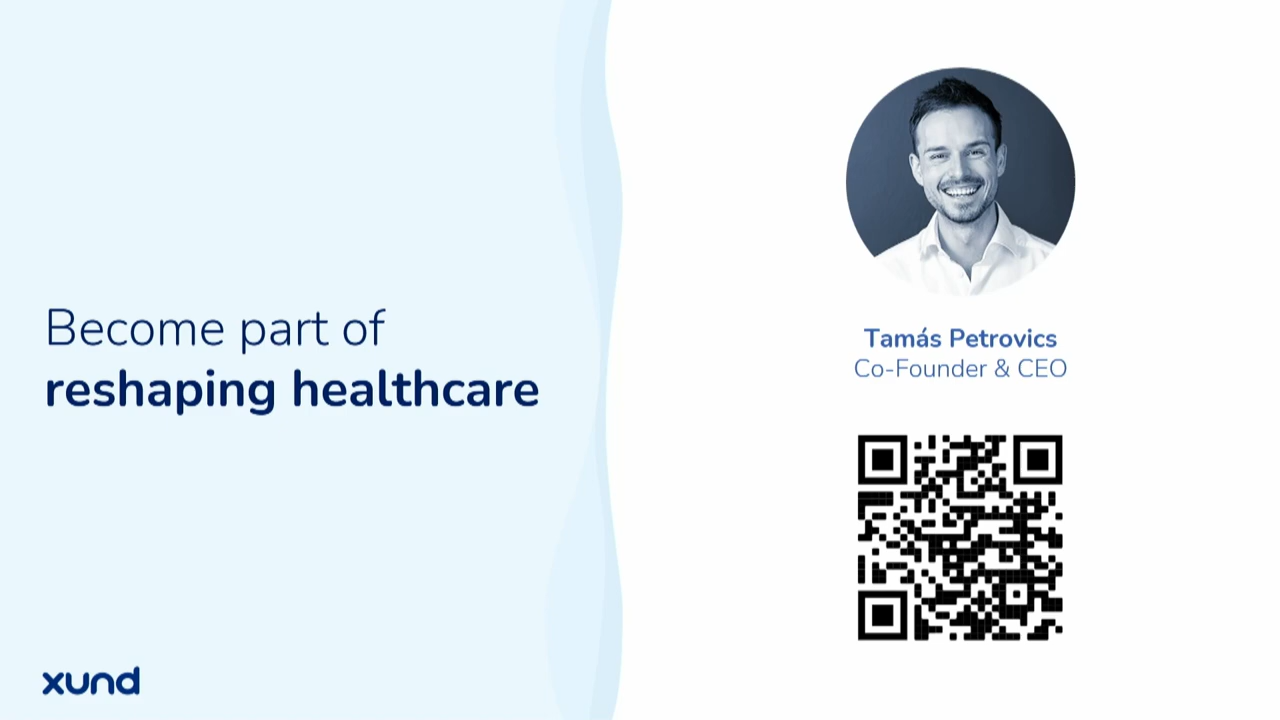 Become part of
reshaping healthcare
Tamás Petrovics
Co-Founder & CEO
xund